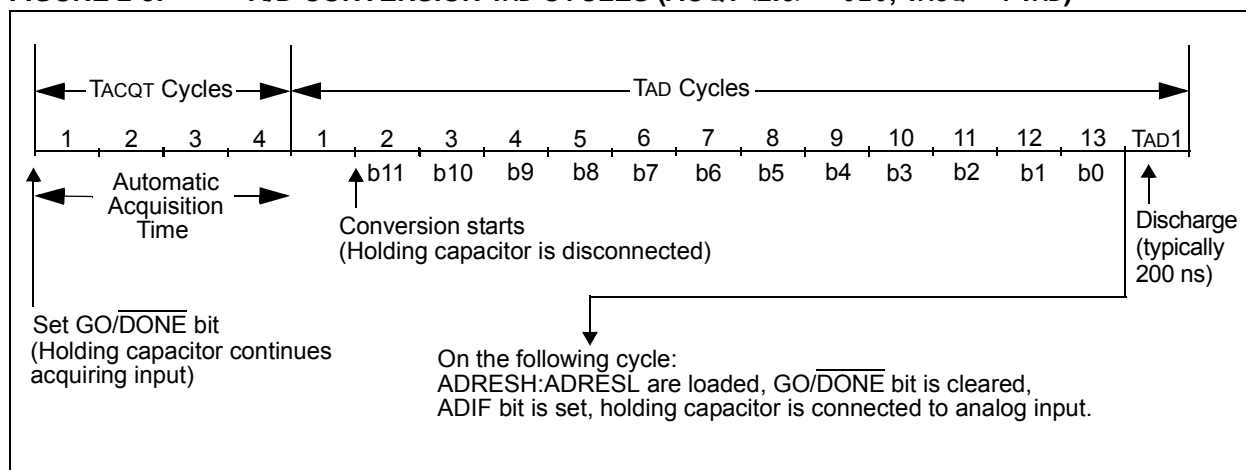 TACQT Cycles
TAD Cycles
1 2 3 4 1 2 3 4 5 6 7 8 9 10 11 12 13 TAD1
b11 b10 b9 b8 b7 b6 b5 b4 b3 b2 b1 b0
Automatic
Acquisition
Time
Conversion starts
(Holding capacitor is disconnected)
Discharge
(typically
200 ns)
Set GO/DONE bit
(Holding capacitor continues
acquiring input)
On the following cycle:
ADRESH:ADRESL are loaded, GO/DONE bit is cleared,
ADIF bit is set, holding capacitor is connected to analog input.